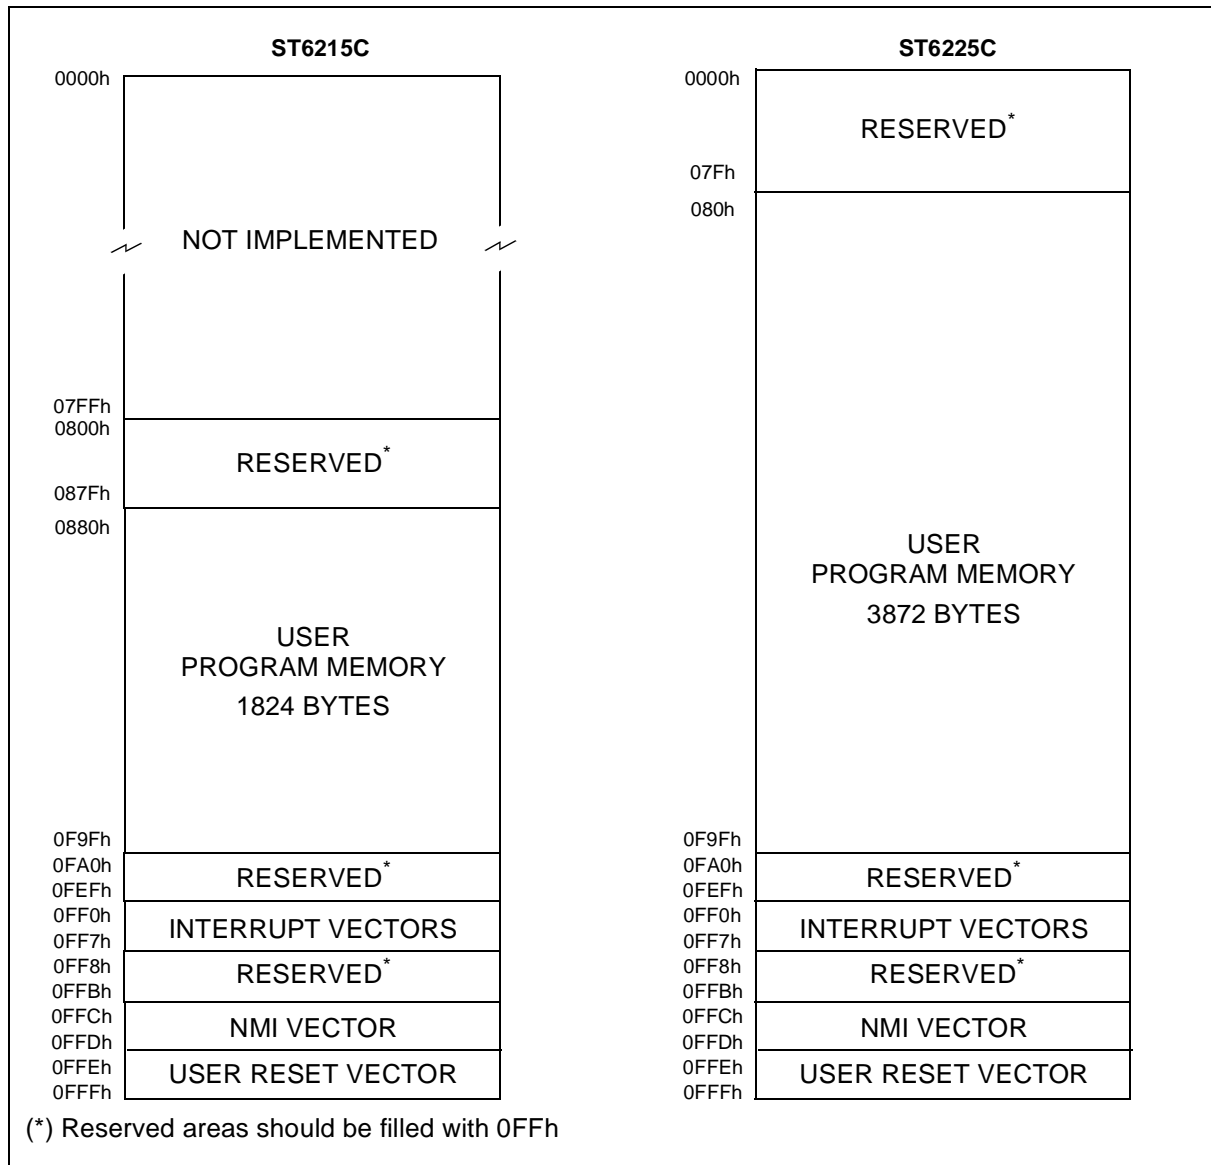 ST6215C
0000h
NOT IMPLEMENTED
07FFh
0800h
RESERVED*
087Fh
0880h
USER
PROGRAM MEMORY
1824 BYTES
0F9Fh
0FA0h
RESERVED*
0FEFh
0FF0h
INTERRUPT VECTORS
0FF7h
0FF8h
RESERVED*
0FFBh
0FFCh
NMI VECTOR
0FFDh
0FFEh
USER RESET VECTOR
0FFFh
ST6225C
0000h
RESERVED*
07Fh
080h
USER
PROGRAM MEMORY
3872 BYTES
0F9Fh
0FA0h
RESERVED*
0FEFh
0FF0h
INTERRUPT VECTORS
0FF7h
0FF8h
RESERVED*
0FFBh
0FFCh
NMI VECTOR
0FFDh
0FFEh
USER RESET VECTOR
0FFFh
(*) Reserved areas should be filled with 0FFh